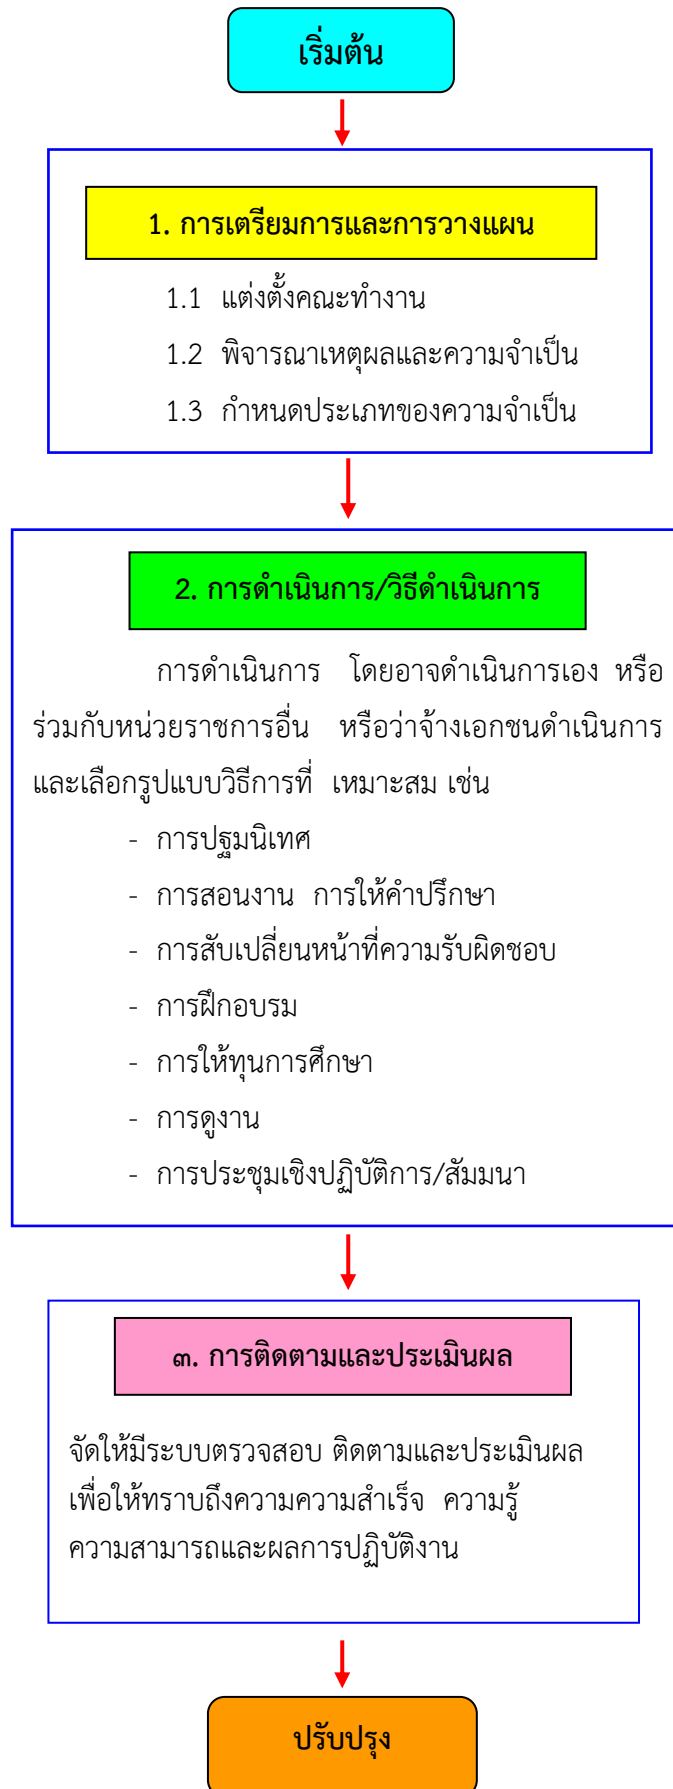 เริ่มต้น
1. การเตรียมการและการวางแผน
1.1 แต่งตั้งคณะทำงาน
1.2 พิจารณาเหตุผลและความจำเป็น
1.3 กำหนดประเภทของความจำเป็น
2. การดำเนินการ/วิธีดำเนินการ
การดำเนินการ โดยอาจดำเนินการเอง หรือ
ร่วมกับหน่วยราชการอื่น หรือว่าจ้างเอกชนดำเนินการ
และเลือกรูปแบบวิธีการที่ เหมาะสม เช่น
- การปฐมนิเทศ
- การสอนงาน การให้คำปรึกษา
- การสับเปลี่ยนหน้าที่ความรับผิดชอบ
- การฝึกอบรม
- การให้ทุนการศึกษา
- การดูงาน
- การประชุมเชิงปฏิบัติการ/สัมมนา
๓. การติดตามและประเมินผล
จัดให้มีระบบตรวจสอบ ติดตามและประเมินผล
เพื่อให้ทราบถึงความความสำเร็จ ความรู้
ความสามารถและผลการปฏิบัติงาน
ปรับปรุง